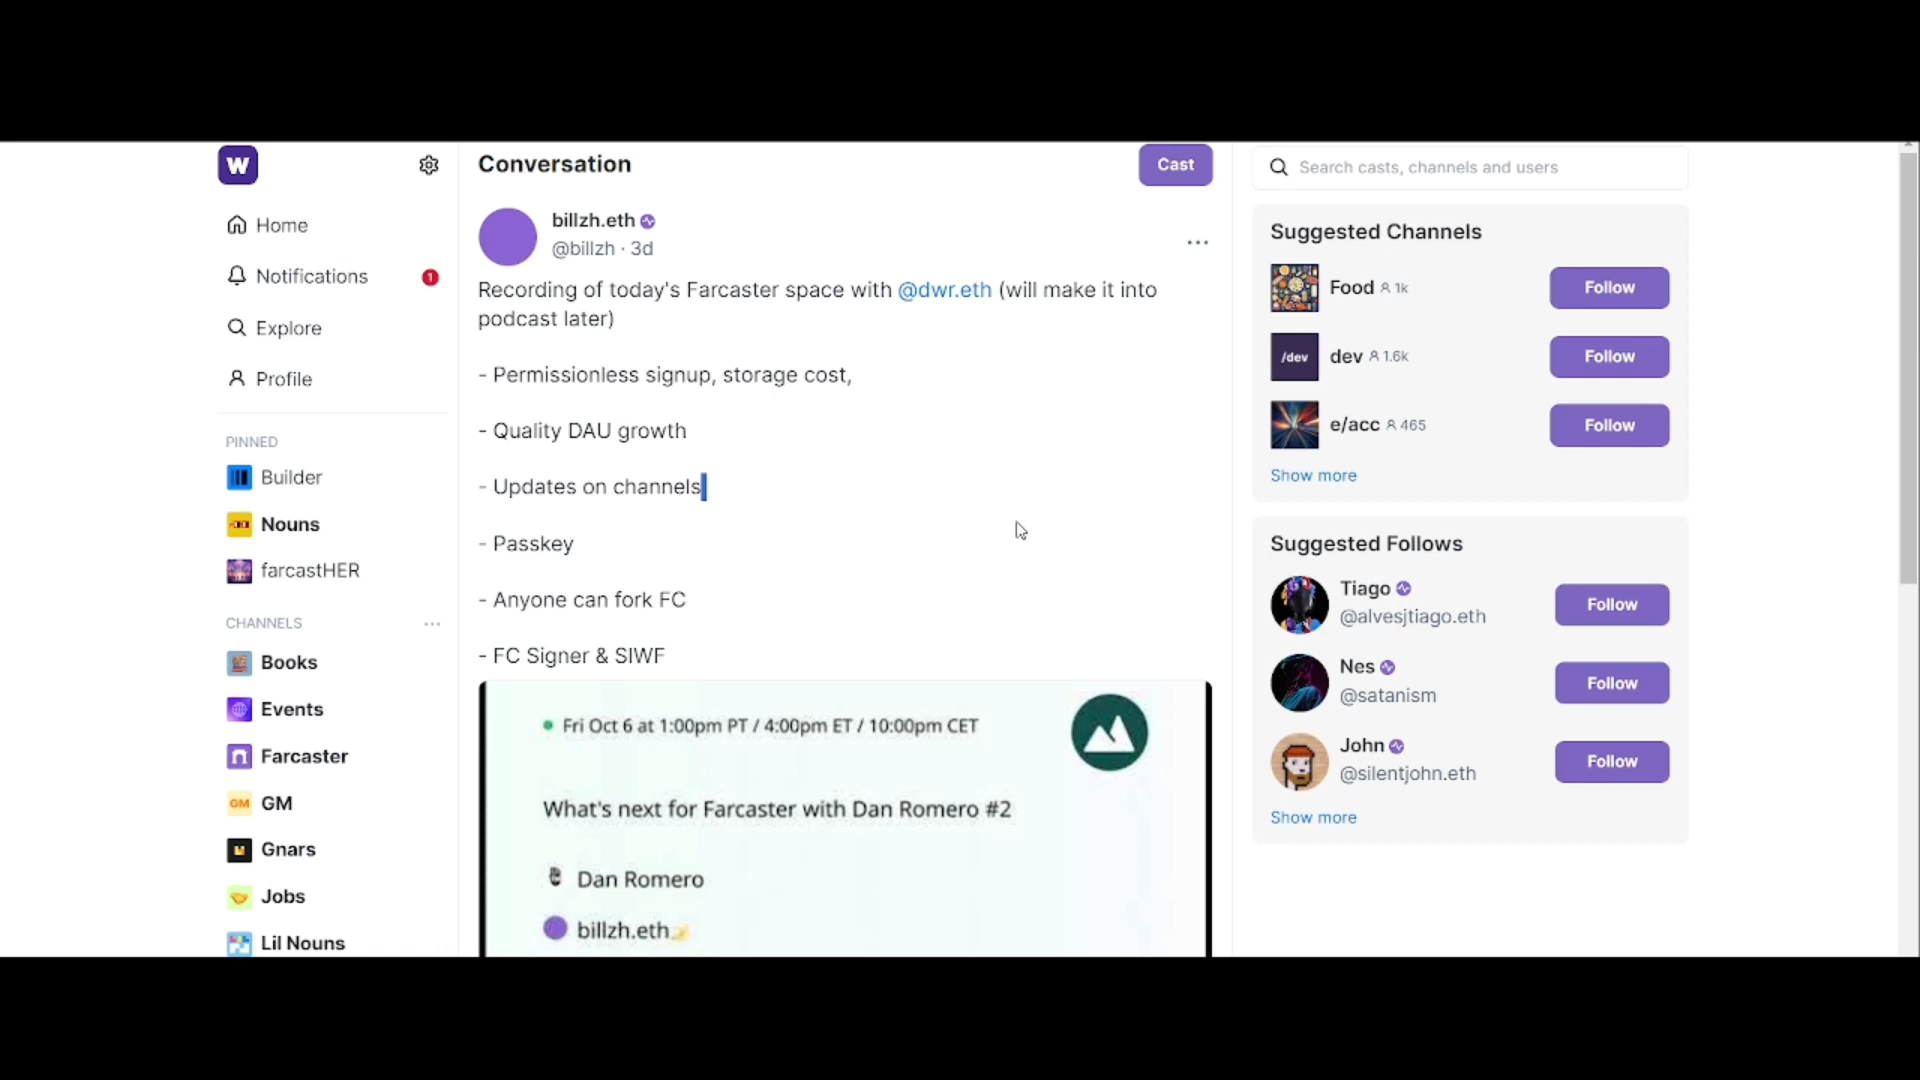 W
Home
Notifications 1
Explore
Profile
PINNED
Builder
Nouns
farcastHER
CHANNELS
Books
Events
Farcaster
GM GM
Gnars
Jobs
Lil Nouns
Conversation
Cast
billzh.eth
@billzh · 3d
Recording of today's Farcaster space with @dwr.eth (will make it into
podcast later)
- Permissionless signup, storage cost,
- Quality DAU growth
- Updates on channels
- Passkey
- Anyone can fork FC
- FC Signer & SIWF
Fri Oct 6 at 1:00pm PT / 4:00pm ET / 10:00pm CET
What's next for Farcaster with Dan Romero #2
Dan Romero
billzh.eth
Search casts, channels and users
Suggested Channels
Food 1k Follow
/dev dev 1.6k Follow
e/acc 465 Follow
Show more
Suggested Follows
Tiago
@alvesjtiago.eth
Follow
Nes
@satanism
Follow
John
@silentjohn.eth
Follow
Show more